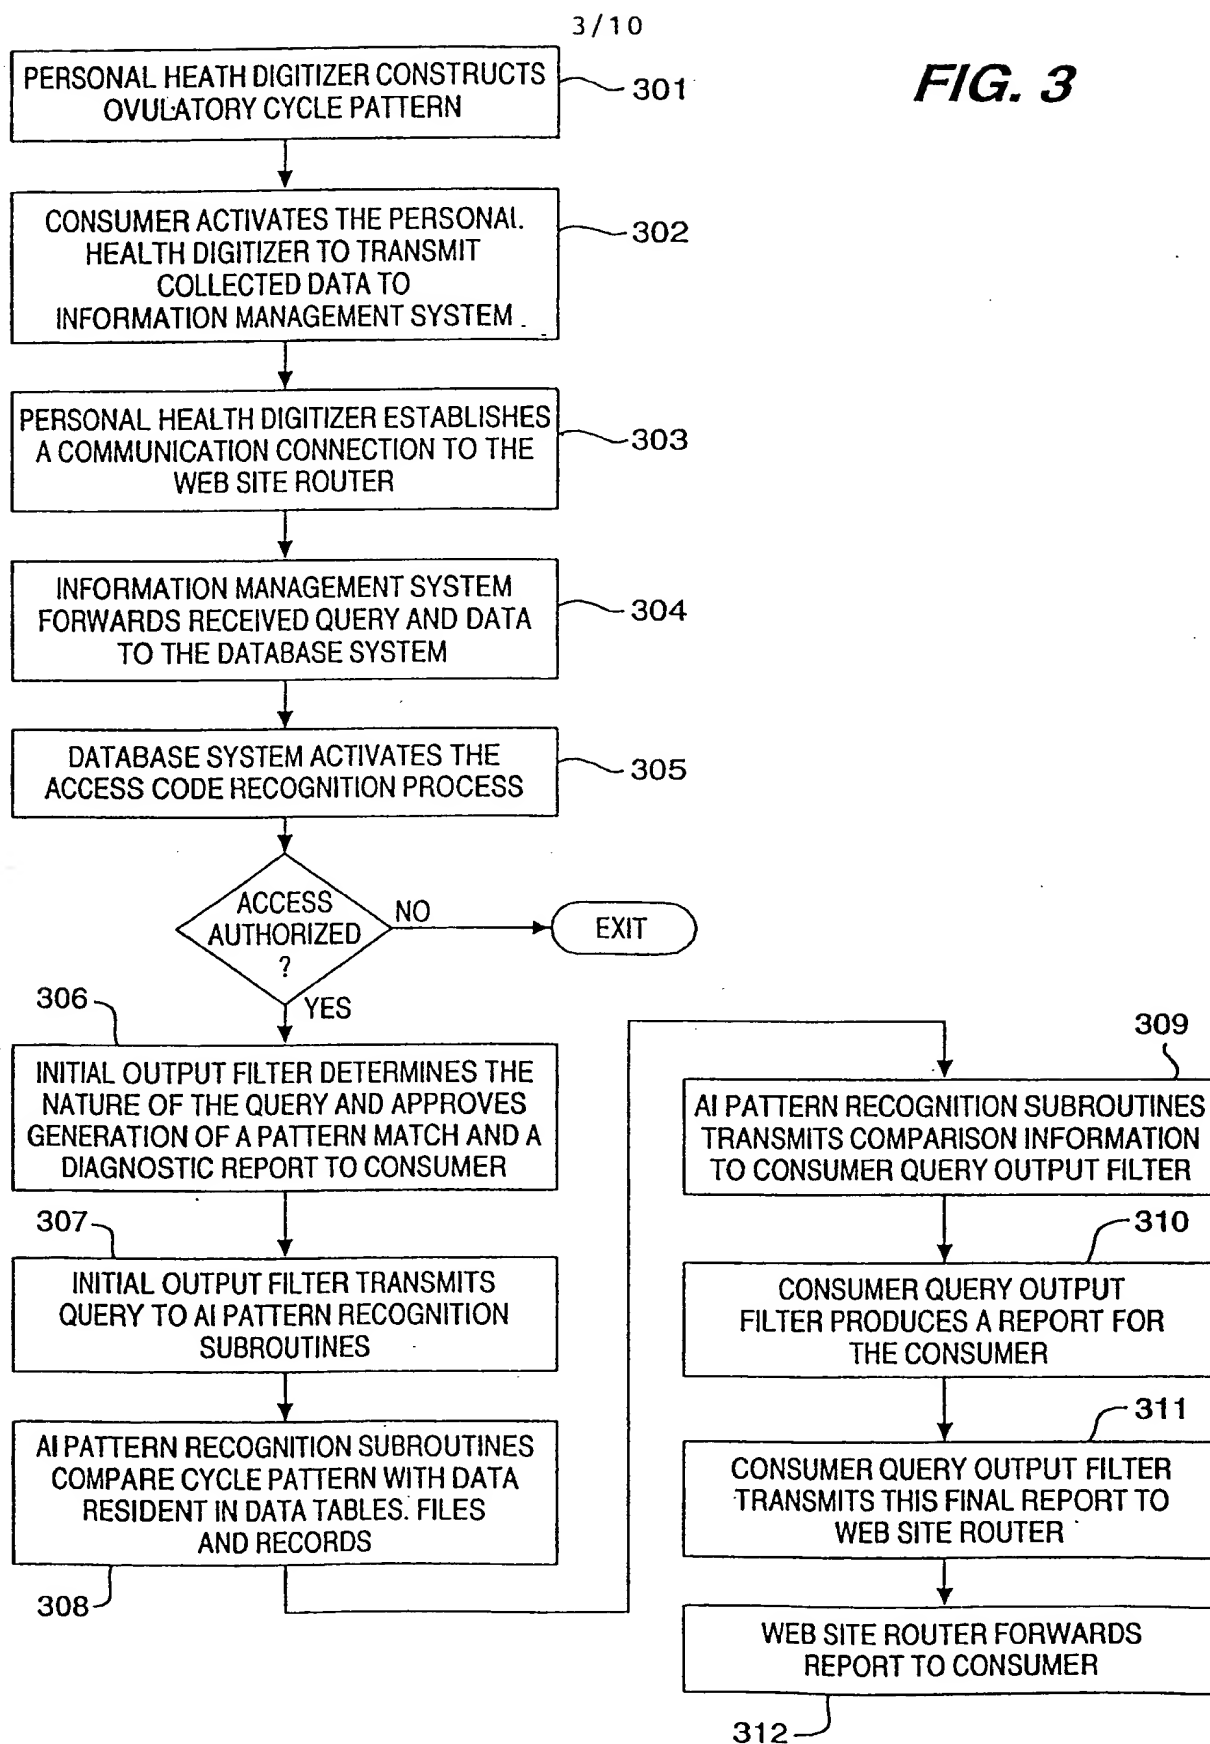 3/10
FIG. 3
PERSONAL HEATH DIGITIZER CONSTRUCTS
OVULATORY CYCLE PATTERN
301
CONSUMER ACTIVATES THE PERSONAL
HEALTH DIGITIZER TO TRANSMIT
COLLECTED DATA TO
INFORMATION MANAGEMENT SYSTEM
302
PERSONAL HEALTH DIGITIZER ESTABLISHES
A COMMUNICATION CONNECTION TO THE
WEB SITE ROUTER
303
INFORMATION MANAGEMENT SYSTEM
FORWARDS RECEIVED QUERY AND DATA
TO THE DATABASE SYSTEM
304
DATABASE SYSTEM ACTIVATES THE
ACCESS CODE RECOGNITION PROCESS
305
ACCESS
AUTHORIZED
?
NO
EXIT
YES
306
INITIAL OUTPUT FILTER DETERMINES THE
NATURE OF THE QUERY AND APPROVES
GENERATION OF A PATTERN MATCH AND A
DIAGNOSTIC REPORT TO CONSUMER
307
INITIAL OUTPUT FILTER TRANSMITS
QUERY TO AI PATTERN RECOGNITION
SUBROUTINES
AI PATTERN RECOGNITION SUBROUTINES
COMPARE CYCLE PATTERN WITH DATA
RESIDENT IN DATA TABLES. FILES
AND RECORDS
308
309
AI PATTERN RECOGNITION SUBROUTINES
TRANSMITS COMPARISON INFORMATION
TO CONSUMER QUERY OUTPUT FILTER
310
CONSUMER QUERY OUTPUT
FILTER PRODUCES A REPORT FOR
THE CONSUMER
311
CONSUMER QUERY OUTPUT FILTER
TRANSMITS THIS FINAL REPORT TO
WEB SITE ROUTER
WEB SITE ROUTER FORWARDS
REPORT TO CONSUMER
312